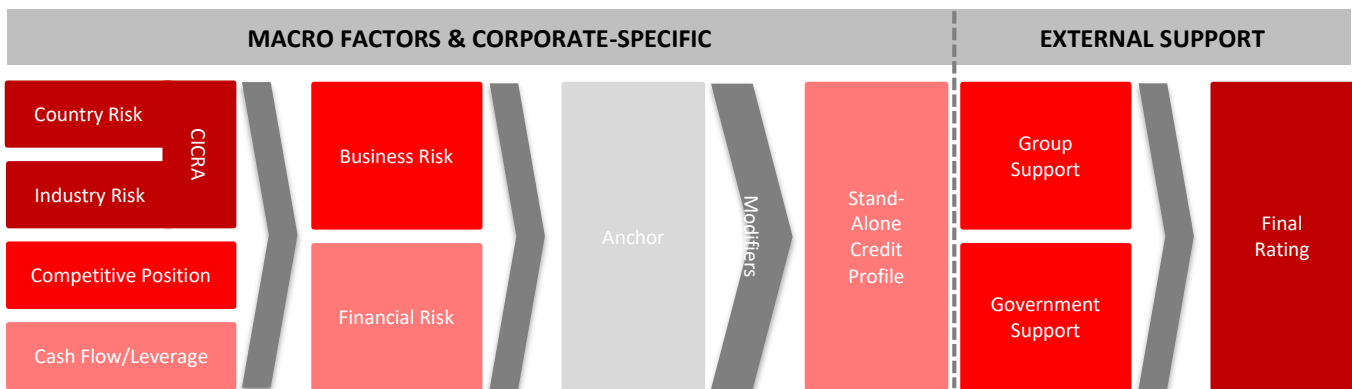 MACRO FACTORS & CORPORATE-SPECIFIC
EXTERNAL SUPPORT
Country Risk
Industry Risk
CICRA
Competitive Position
Cash Flow/Leverage
Business Risk
Financial Risk
Anchor
Modifiers
Stand-
Alone
Credit
Profile
Group
Support
Government
Support
Final
Rating